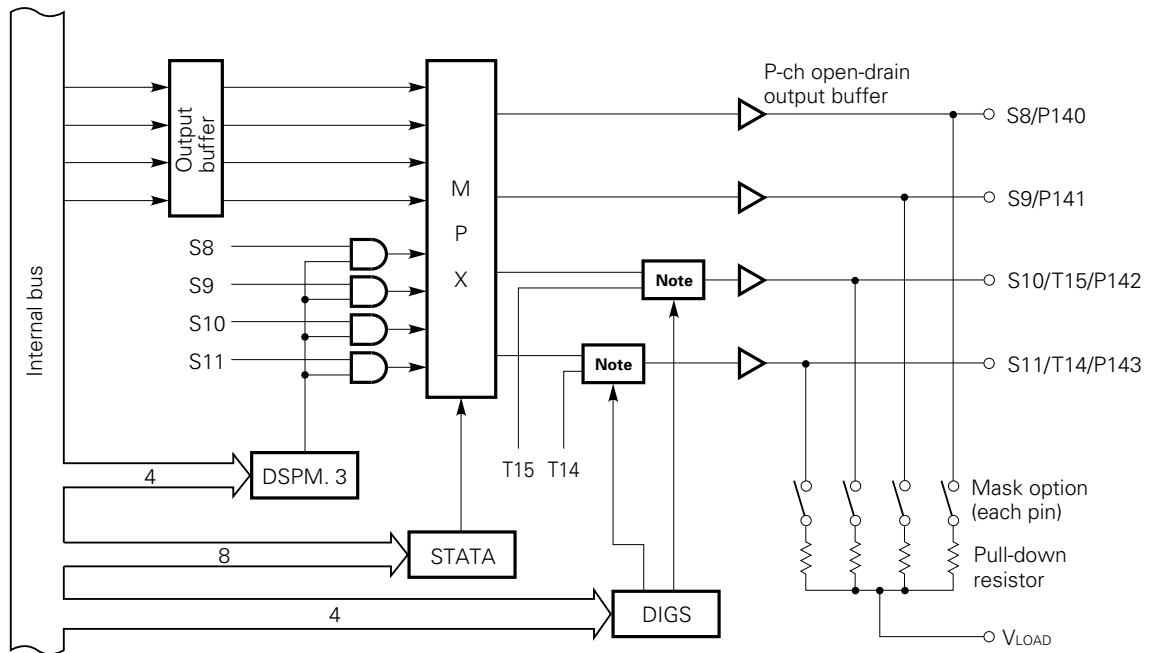 P-ch open-drain
output buffer
S8/P140
Output
buffer
M
P
X
S9/P141
S8
S9
S10
S11
Note
S10/T15/P142
Note
S11/T14/P143
Internal bus
T15 T14
4
DSPM. 3
Mask option
(each pin)
8
STATA
Pull-down
resistor
4
DIGS
VLOAD